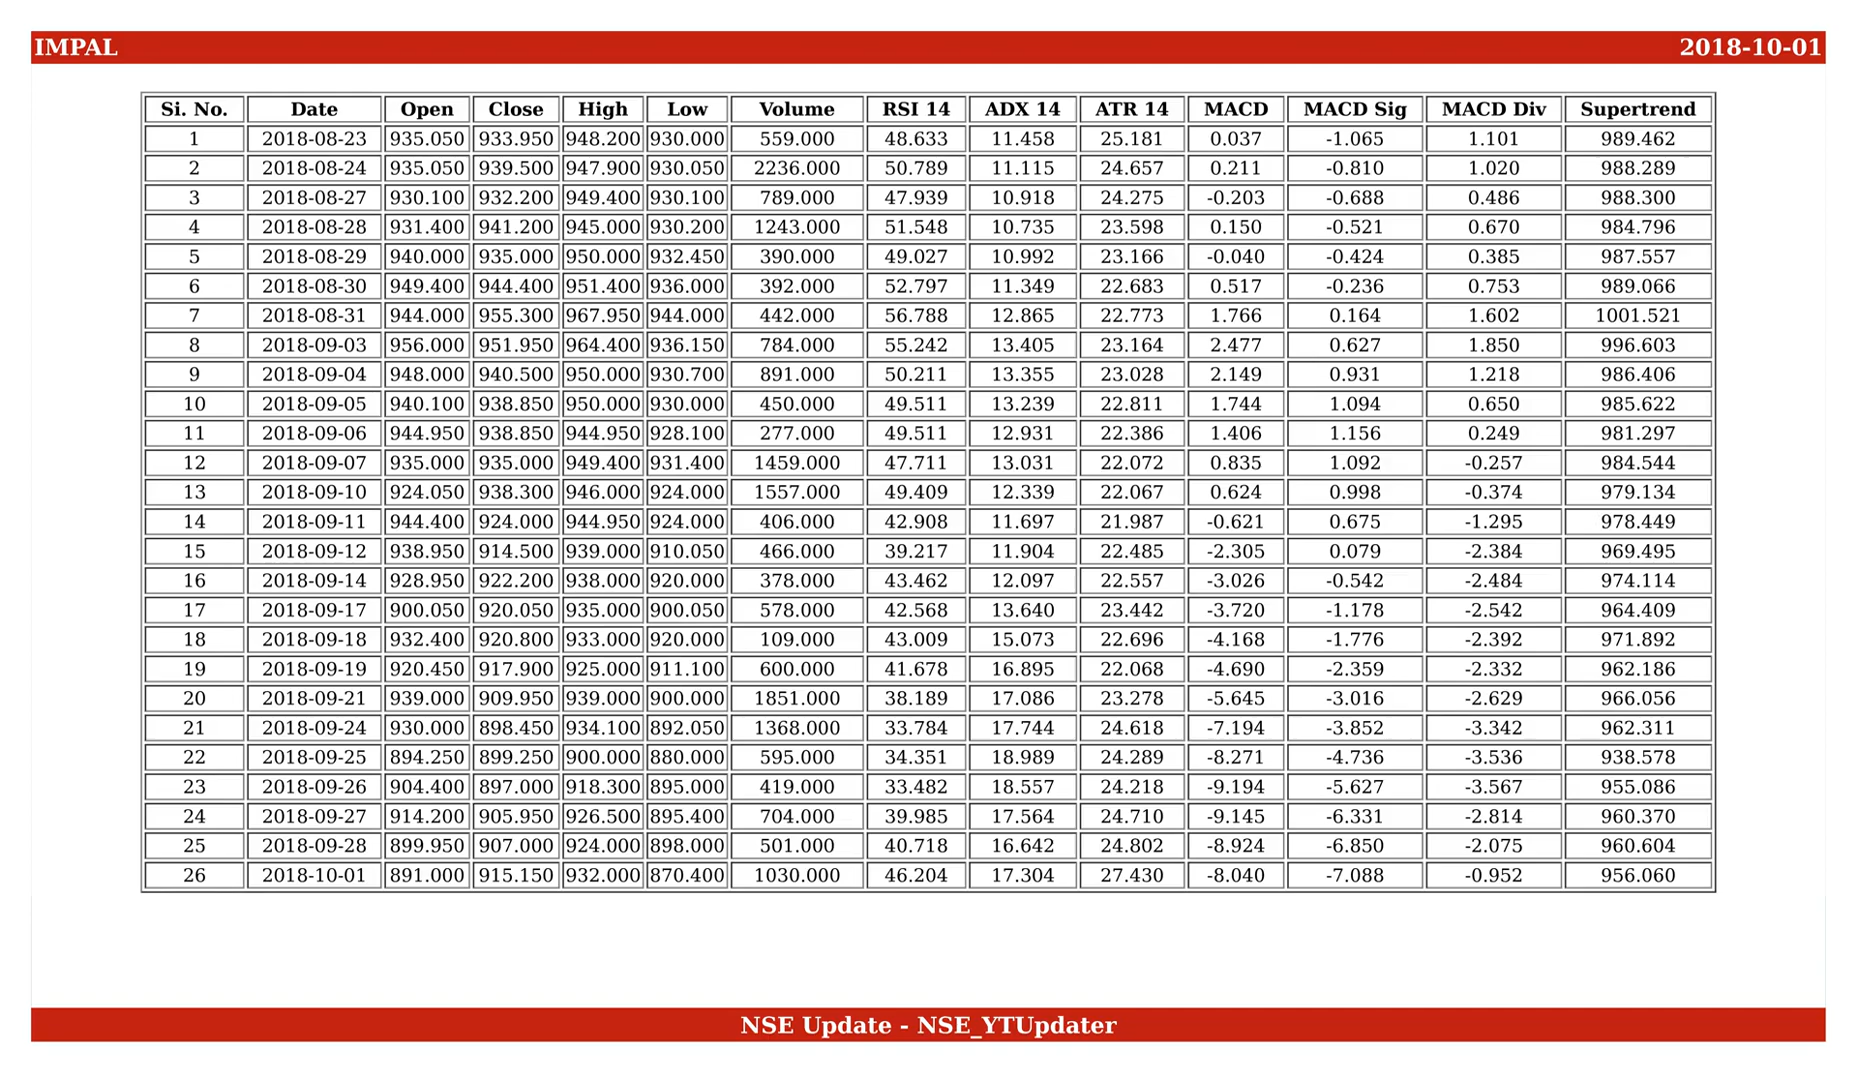 IMPAL 2018-10-01
Si. No. Date Open Close High Low Volume RSI 14 ADX 14 ATR 14 MACD MACD Sig MACD Div Supertrend
1 2018-08-23 935.050 933.950 948.200 930.000 559.000 48.633 11.458 25.181 0.037 -1.065 1.101 989.462
2 2018-08-24 935.050 939.500 947.900 930.050 2236.000 50.789 11.115 24.657 0.211 -0.810 1.020 988.289
3 2018-08-27 930.100 932.200 949.400 930.100 789.000 47.939 10.918 24.275 -0.203 -0.688 0.486 988.300
4 2018-08-28 931.400 941.200 945.000 930.200 1243.000 51.548 10.735 23.598 0.150 -0.521 0.670 984.796
5 2018-08-29 940.000 935.000 950.000 932.450 390.000 49.027 10.992 23.166 -0.040 -0.424 0.385 987.557
6 2018-08-30 949.400 944.400 951.400 936.000 392.000 52.797 11.349 22.683 0.517 -0.236 0.753 989.066
7 2018-08-31 944.000 955.300 967.950 944.000 442.000 56.788 12.865 22.773 1.766 0.164 1.602 1001.521
8 2018-09-03 956.000 951.950 964.400 936.150 784.000 55.242 13.405 23.164 2.477 0.627 1.850 996.603
9 2018-09-04 948.000 940.500 950.000 930.700 891.000 50.211 13.355 23.028 2.149 0.931 1.218 986.406
10 2018-09-05 940.100 938.850 950.000 930.000 450.000 49.511 13.239 22.811 1.744 1.094 0.650 985.622
11 2018-09-06 944.950 938.850 944.950 928.100 277.000 49.511 12.931 22.386 1.406 1.156 0.249 981.297
12 2018-09-07 935.000 935.000 949.400 931.400 1459.000 47.711 13.031 22.072 0.835 1.092 -0.257 984.544
13 2018-09-10 924.050 938.300 946.000 924.000 1557.000 49.409 12.339 22.067 0.624 0.998 -0.374 979.134
14 2018-09-11 944.400 924.000 944.950 924.000 406.000 42.908 11.697 21.987 -0.621 0.675 -1.295 978.449
15 2018-09-12 938.950 914.500 939.000 910.050 466.000 39.217 11.904 22.485 -2.305 0.079 -2.384 969.495
16 2018-09-14 928.950 922.200 938.000 920.000 378.000 43.462 12.097 22.557 -3.026 -0.542 -2.484 974.114
17 2018-09-17 900.050 920.050 935.000 900.050 578.000 42.568 13.640 23.442 -3.720 -1.178 -2.542 964.409
18 2018-09-18 932.400 920.800 933.000 920.000 109.000 43.009 15.073 22.696 -4.168 -1.776 -2.392 971.892
19 2018-09-19 920.450 917.900 925.000 911.100 600.000 41.678 16.895 22.068 -4.690 -2.359 -2.332 962.186
20 2018-09-21 939.000 909.950 939.000 900.000 1851.000 38.189 17.086 23.278 -5.645 -3.016 -2.629 966.056
21 2018-09-24 930.000 898.450 934.100 892.050 1368.000 33.784 17.744 24.618 -7.194 -3.852 -3.342 962.311
22 2018-09-25 894.250 899.250 900.000 880.000 595.000 34.351 18.989 24.289 -8.271 -4.736 -3.536 938.578
23 2018-09-26 904.400 897.000 918.300 895.000 419.000 33.482 18.557 24.218 -9.194 -5.627 -3.567 955.086
24 2018-09-27 914.200 905.950 926.500 895.400 704.000 39.985 17.564 24.710 -9.145 -6.331 -2.814 960.370
25 2018-09-28 899.950 907.000 924.000 898.000 501.000 40.718 16.642 24.802 -8.924 -6.850 -2.075 960.604
26 2018-10-01 891.000 915.150 932.000 870.400 1030.000 46.204 17.304 27.430 -8.040 -7.088 -0.952 956.060
NSE Update - NSE_YTUpdater